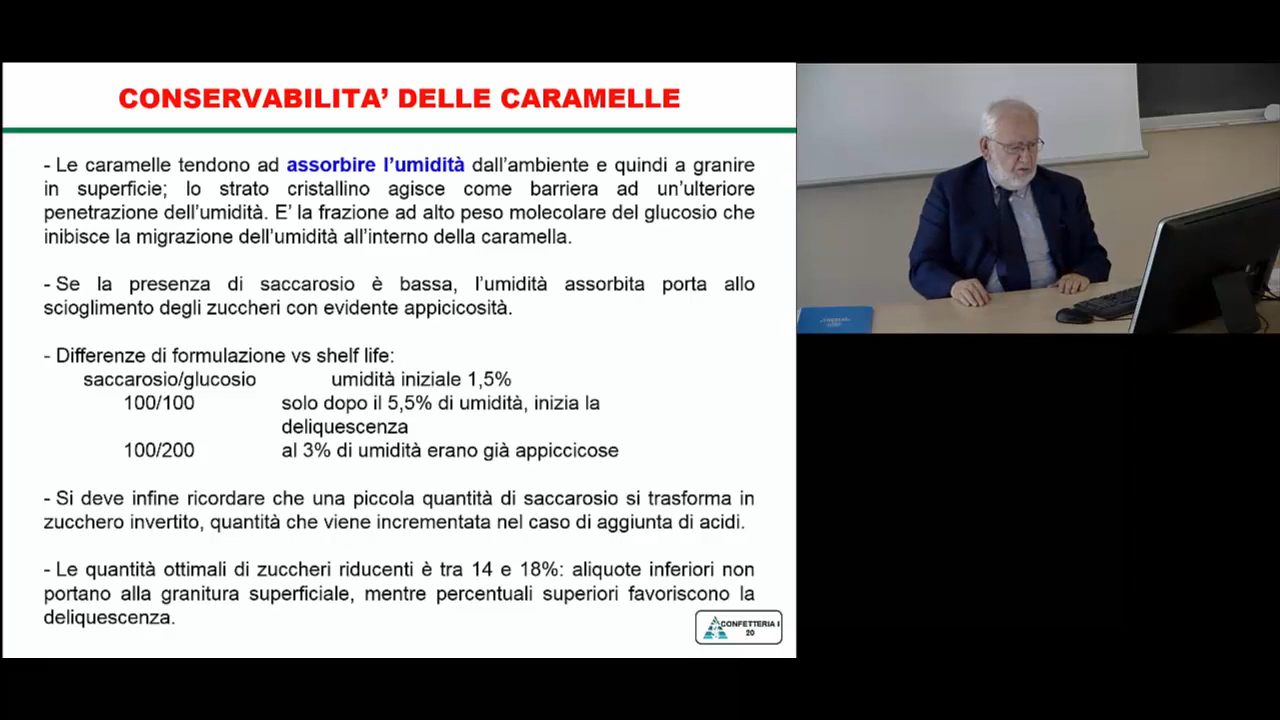 CONSERVABILITA' DELLE CARAMELLE
- Le caramelle tendono ad assorbire l'umidità dall'ambiente e quindi a granire
in superficie; lo strato cristallino agisce come barriera ad un'ulteriore
penetrazione dell'umidità. E' la frazione ad alto peso molecolare del glucosio che
inibisce la migrazione dell'umidità all'interno della caramella.
- Se la presenza di saccarosio è bassa, l'umidità assorbita porta allo
scioglimento degli zuccheri con evidente appicicosità.
- Differenze di formulazione vs shelf life:
saccarosio/glucosio umidità iniziale 1,5%
100/100 solo dopo il 5,5% di umidità, inizia la
deliquescenza
100/200 al 3% di umidità erano già appiccicose
- Si deve infine ricordare che una piccola quantità di saccarosio si trasforma in
zucchero invertito, quantità che viene incrementata nel caso di aggiunta di acidi.
- Le quantità ottimali di zuccheri riducenti è tra 14 e 18%: aliquote inferiori non
portano alla granitura superficiale, mentre percentuali superiori favoriscono la
deliquescenza.
CONFETTERIA I
20